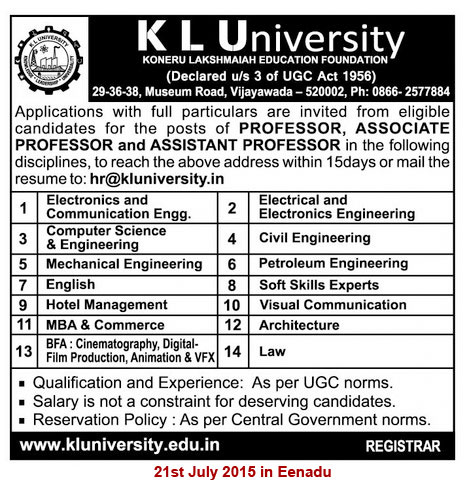 K L UNIVERSITY
KNOWLEDGE LEADERSHIP
K L University
KONERU LAKSHMAIAH EDUCATION FOUNDATION
(Declared u/s 3 of UGC Act 1956)
29-36-38, Museum Road, Vijayawada – 520002, Ph: 0866- 2577884
Applications with full particulars are invited from eligible
candidates for the posts of PROFESSOR, ASSOCIATE
PROFESSOR and ASSISTANT PROFESSOR in the following
disciplines, to reach the above address within 15days or mail the
resume to: hr@kluniversity.in
1 Electronics and
Communication Engg.
2 Electrical and
Electronics Engineering
3 Computer Science
& Engineering
4 Civil Engineering
5 Mechanical Engineering
6 Petroleum Engineering
7 English
8 Soft Skills Experts
9 Hotel Management
10 Visual Communication
11 MBA & Commerce
12 Architecture
13 BFA : Cinematography, Digital-
Film Production, Animation & VFX
14 Law
▪ Qualification and Experience: As per UGC norms.
▪ Salary is not a constraint for deserving candidates.
▪ Reservation Policy : As per Central Government norms.
www.kluniversity.edu.in REGISTRAR
21st July 2015 in Eenadu